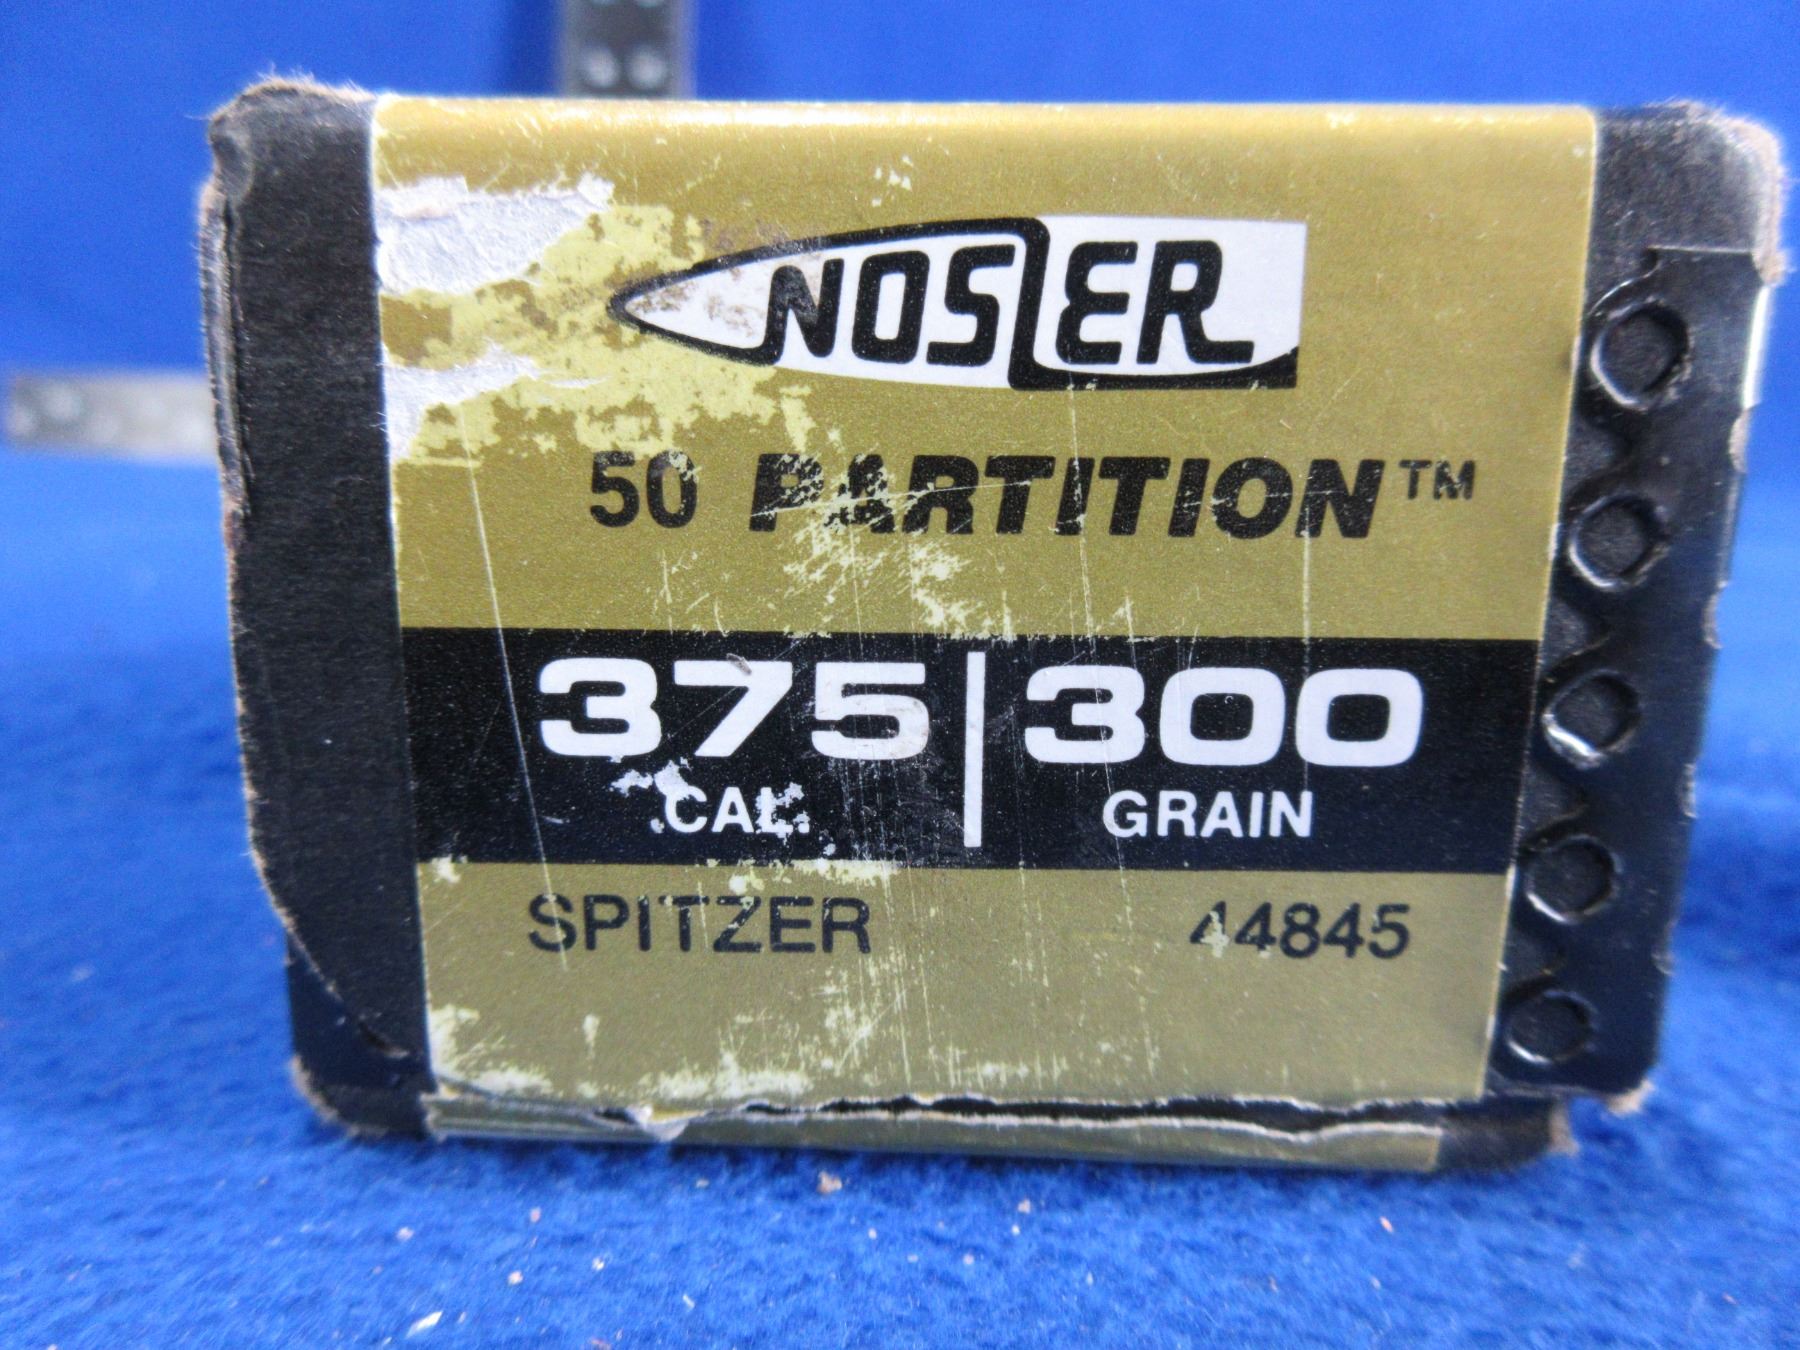 NOSLER
50 PARTITION™
375 | 300
CAL. GRAIN
SPITZER 44845